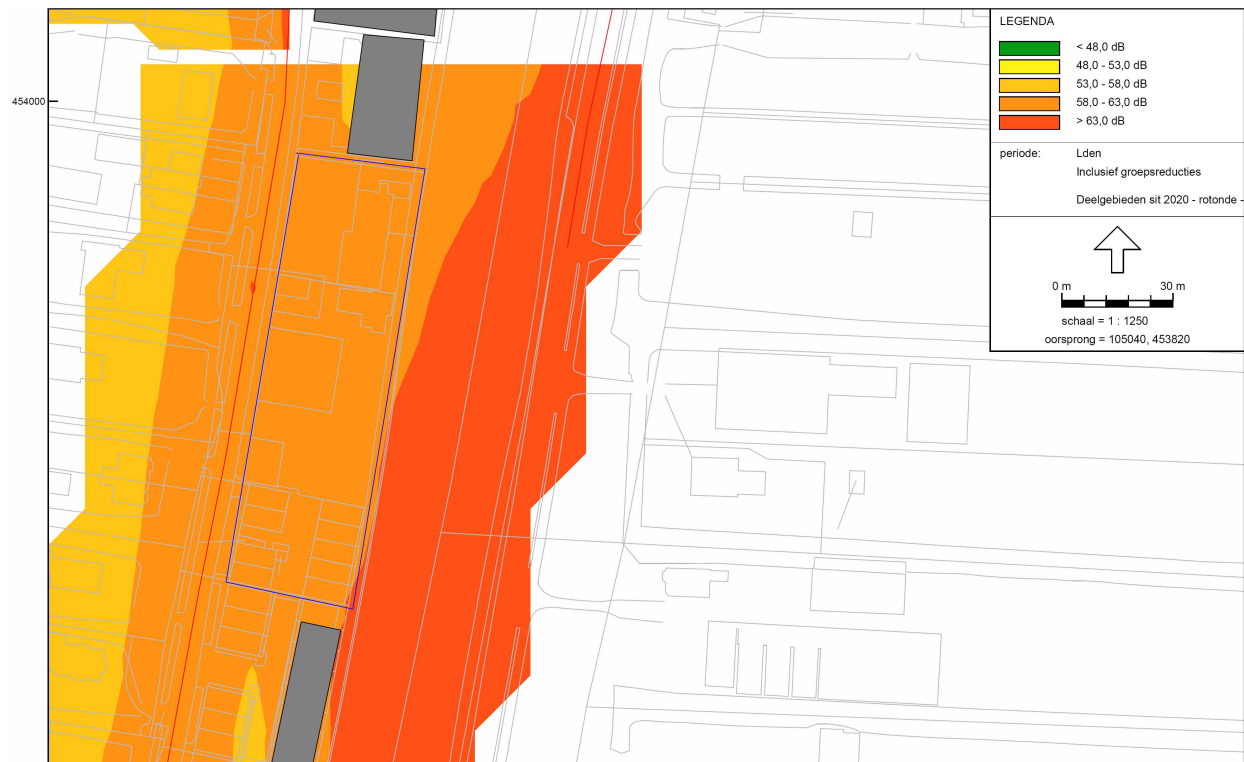 LEGENDA
< 48,0 dB
48,0 - 53,0 dB
53,0 - 58,0 dB
58,0 - 63,0 dB
> 63,0 dB
periode: Lden
Inclusief groepsreducties
Deelgebieden sit 2020 - rotonde -
0 m 30 m
schaal = 1 : 1250
oorsprong = 105040, 453820
454000